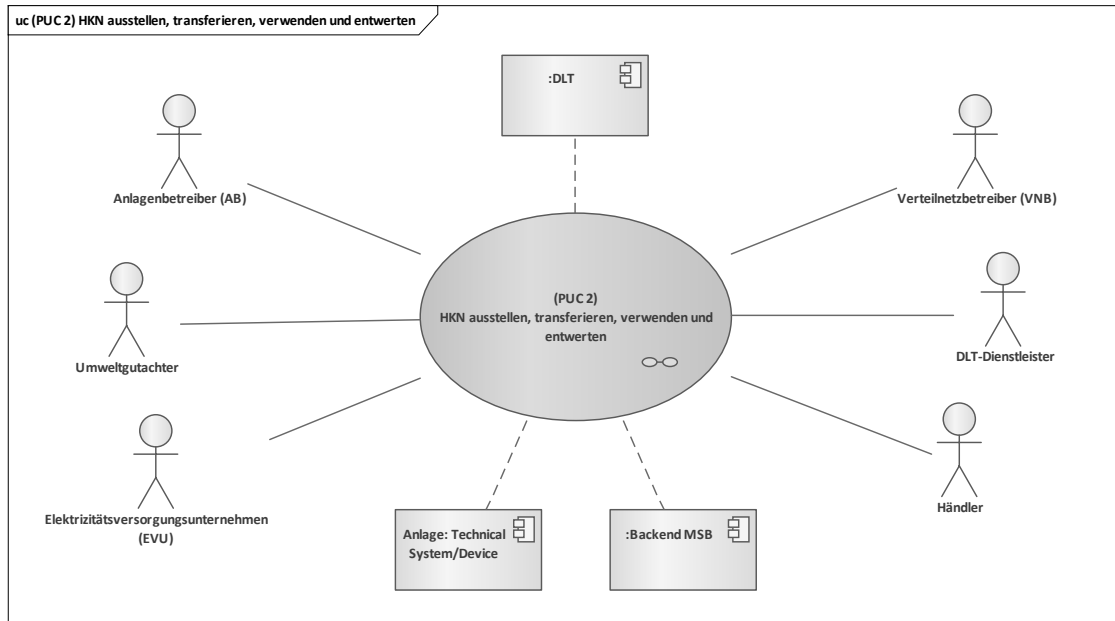 uc (PUC 2) HKN ausstellen, transferieren, verwenden und entwerten
:DLT
Anlagenbetreiber (AB)
Verteilnetzbetreiber (VNB)
(PUC 2)
HKN ausstellen, transferieren, verwenden und
entwerten
Umweltgutachter
DLT-Dienstleister
Elektrizitätsversorgungsunternehmen
(EVU)
Händler
Anlage: Technical
System/Device
:Backend MSB